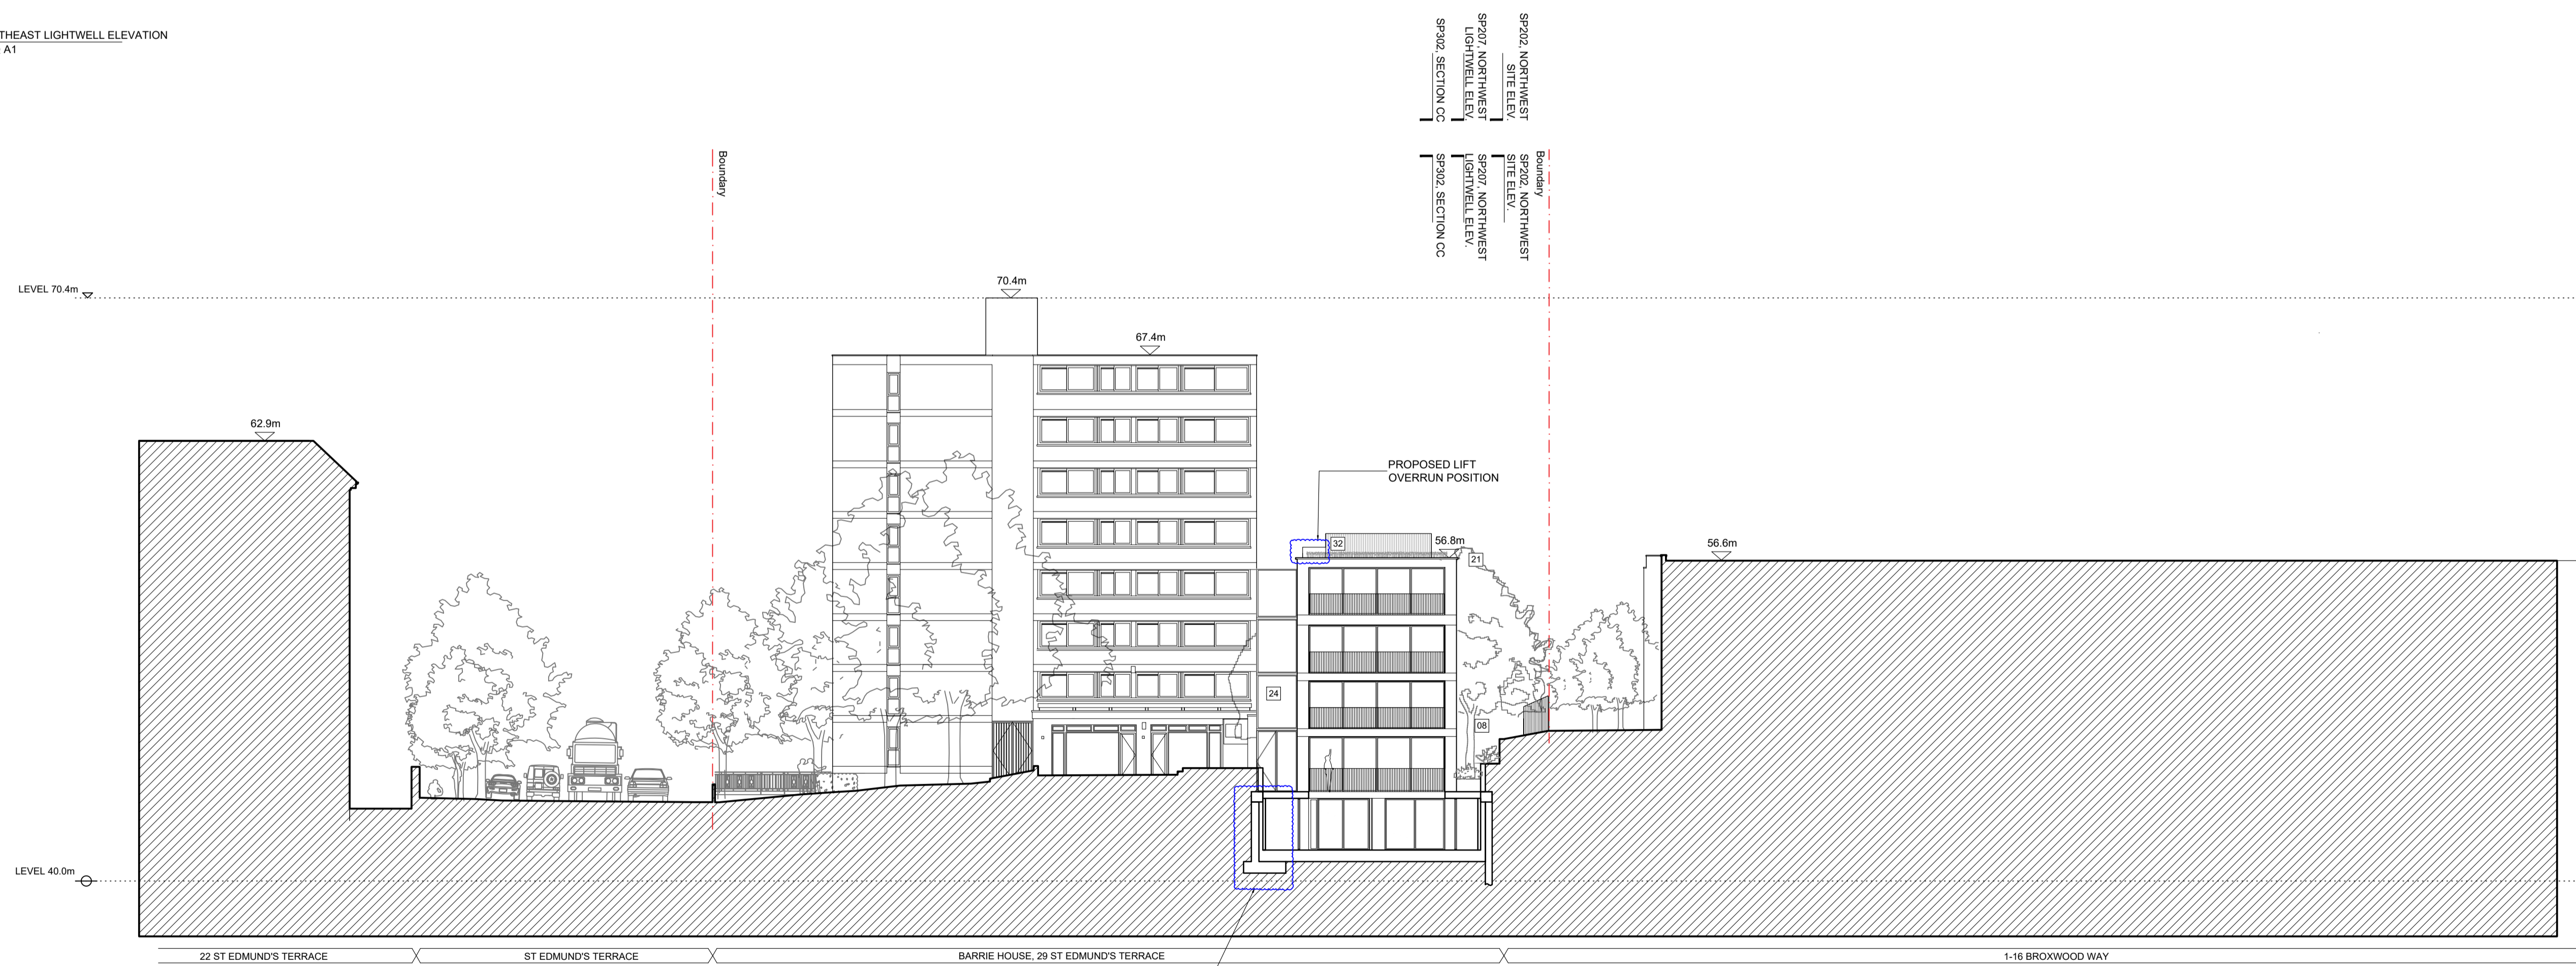 THEAST LIGHTWELL ELEVATION
A1
SP302, SECTION CC
SP207, NORTHWEST
LIGHTWELL ELEV.
SP202, NORTHWEST
SITE ELEV.
Boundary
SP302, SECTION CC
SP207, NORTHWEST
LIGHTWELL ELEV.
SP202, NORTHWEST
SITE ELEV.
Boundary
LEVEL 70.4m
70.4m
67.4m
62.9m
PROPOSED LIFT
OVERRUN POSITION
32
56.8m
21
56.6m
24
08
LEVEL 40.0m
22 ST EDMUND'S TERRACE
ST EDMUND'S TERRACE
BARRIE HOUSE, 29 ST EDMUND'S TERRACE
1-16 BROXWOOD WAY